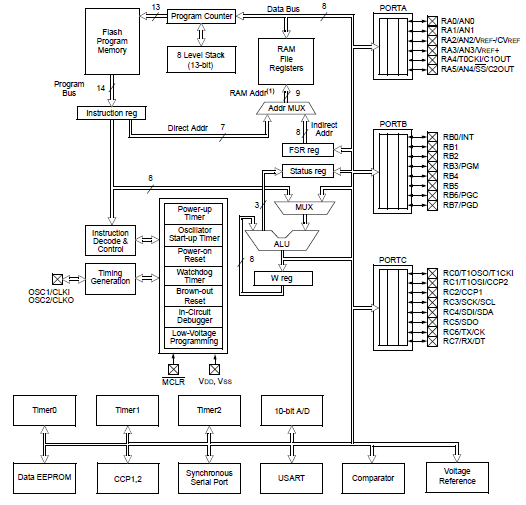 Flash
Program
Memory
13
Program Counter
8 Level Stack
(13-bit)
Data Bus
8
RAM
File
Registers
RAM Addr(1)
9
Addr MUX
Program
Bus
14
Instruction reg
Direct Addr
7
8
Indirect
Addr
FSR reg
Status reg
8
3
MUX
ALU
8
W reg
Instruction
Decode &
Control
Timing
Generation
OSC1/CLKI
OSC2/CLKO
Power-up
Timer
Oscillator
Start-up Timer
Power-on
Reset
Watchdog
Timer
Brown-out
Reset
In-Circuit
Debugger
Low-Voltage
Programming
MCLR
VDD, VSS
PORTA
RA0/AN0
RA1/AN1
RA2/AN2/VREF-/CVREF
RA3/AN3/VREF+
RA4/T0CKI/C1OUT
RA5/AN4/SS/C2OUT
PORTB
RB0/INT
RB1
RB2
RB3/PGM
RB4
RB5
RB6/PGC
RB7/PGD
PORTC
RC0/T1OSO/T1CKI
RC1/T1OSI/CCP2
RC2/CCP1
RC3/SCK/SCL
RC4/SDI/SDA
RC5/SDO
RC6/TX/CK
RC7/RX/DT
Timer0
Timer1
Timer2
10-bit A/D
Data EEPROM
CCP1,2
Synchronous
Serial Port
USART
Comparator
Voltage
Reference